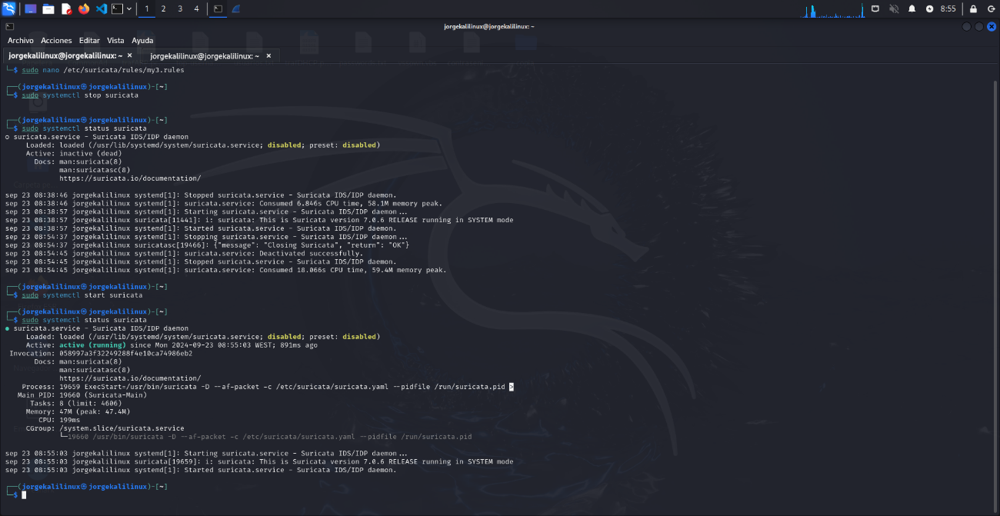 1 2 3 4 8:55
jorgekalilinux@jorgekalilinux: ~
Archivo Acciones Editar Vista Ayuda
jorgekalilinux@jorgekalilinux: ~ × jorgekalilinux@jorgekalilinux: ~ ×
└─$ sudo nano /etc/suricata/rules/my3.rules
┌──(jorgekalilinux㉿jorgekalilinux)-[~]
└─$ sudo systemctl stop suricata
┌──(jorgekalilinux㉿jorgekalilinux)-[~]
└─$ sudo systemctl status suricata
○ suricata.service - Suricata IDS/IDP daemon
Loaded: loaded (/usr/lib/systemd/system/suricata.service; disabled; preset: disabled)
Active: inactive (dead)
Docs: man:suricata(8)
man:suricatasc(8)
https://suricata.io/documentation/
sep 23 08:38:46 jorgekalilinux systemd[1]: Stopped suricata.service - Suricata IDS/IDP daemon.
sep 23 08:38:46 jorgekalilinux systemd[1]: suricata.service: Consumed 6.846s CPU time, 58.1M memory peak.
sep 23 08:38:57 jorgekalilinux systemd[1]: Starting suricata.service - Suricata IDS/IDP daemon...
sep 23 08:38:57 jorgekalilinux suricata[11441]: i: suricata: This is Suricata version 7.0.6 RELEASE running in SYSTEM mode
sep 23 08:38:57 jorgekalilinux systemd[1]: Started suricata.service - Suricata IDS/IDP daemon.
sep 23 08:54:37 jorgekalilinux systemd[1]: Stopping suricata.service - Suricata IDS/IDP daemon...
sep 23 08:54:37 jorgekalilinux suricatasc[19466]: {"message": "Closing Suricata", "return": "OK"}
sep 23 08:54:45 jorgekalilinux systemd[1]: suricata.service: Deactivated successfully.
sep 23 08:54:45 jorgekalilinux systemd[1]: Stopped suricata.service - Suricata IDS/IDP daemon.
sep 23 08:54:45 jorgekalilinux systemd[1]: suricata.service: Consumed 18.066s CPU time, 59.4M memory peak.
┌──(jorgekalilinux㉿jorgekalilinux)-[~]
└─$ sudo systemctl start suricata
┌──(jorgekalilinux㉿jorgekalilinux)-[~]
└─$ sudo systemctl status suricata
● suricata.service - Suricata IDS/IDP daemon
Loaded: loaded (/usr/lib/systemd/system/suricata.service; disabled; preset: disabled)
Active: active (running) since Mon 2024-09-23 08:55:03 WEST; 891ms ago
Invocation: 058997a3f32249288f4e10ca74986eb2
Docs: man:suricata(8)
man:suricatasc(8)
https://suricata.io/documentation/
Process: 19659 ExecStart=/usr/bin/suricata -D --af-packet -c /etc/suricata/suricata.yaml --pidfile /run/suricata.pid >
Main PID: 19660 (Suricata-Main)
Tasks: 8 (limit: 4606)
Memory: 47M (peak: 47.4M)
CPU: 199ms
CGroup: /system.slice/suricata.service
└─19660 /usr/bin/suricata -D --af-packet -c /etc/suricata/suricata.yaml --pidfile /run/suricata.pid
sep 23 08:55:03 jorgekalilinux systemd[1]: Starting suricata.service - Suricata IDS/IDP daemon...
sep 23 08:55:03 jorgekalilinux suricata[19659]: i: suricata: This is Suricata version 7.0.6 RELEASE running in SYSTEM mode
sep 23 08:55:03 jorgekalilinux systemd[1]: Started suricata.service - Suricata IDS/IDP daemon.
┌──(jorgekalilinux㉿jorgekalilinux)-[~]
└─$